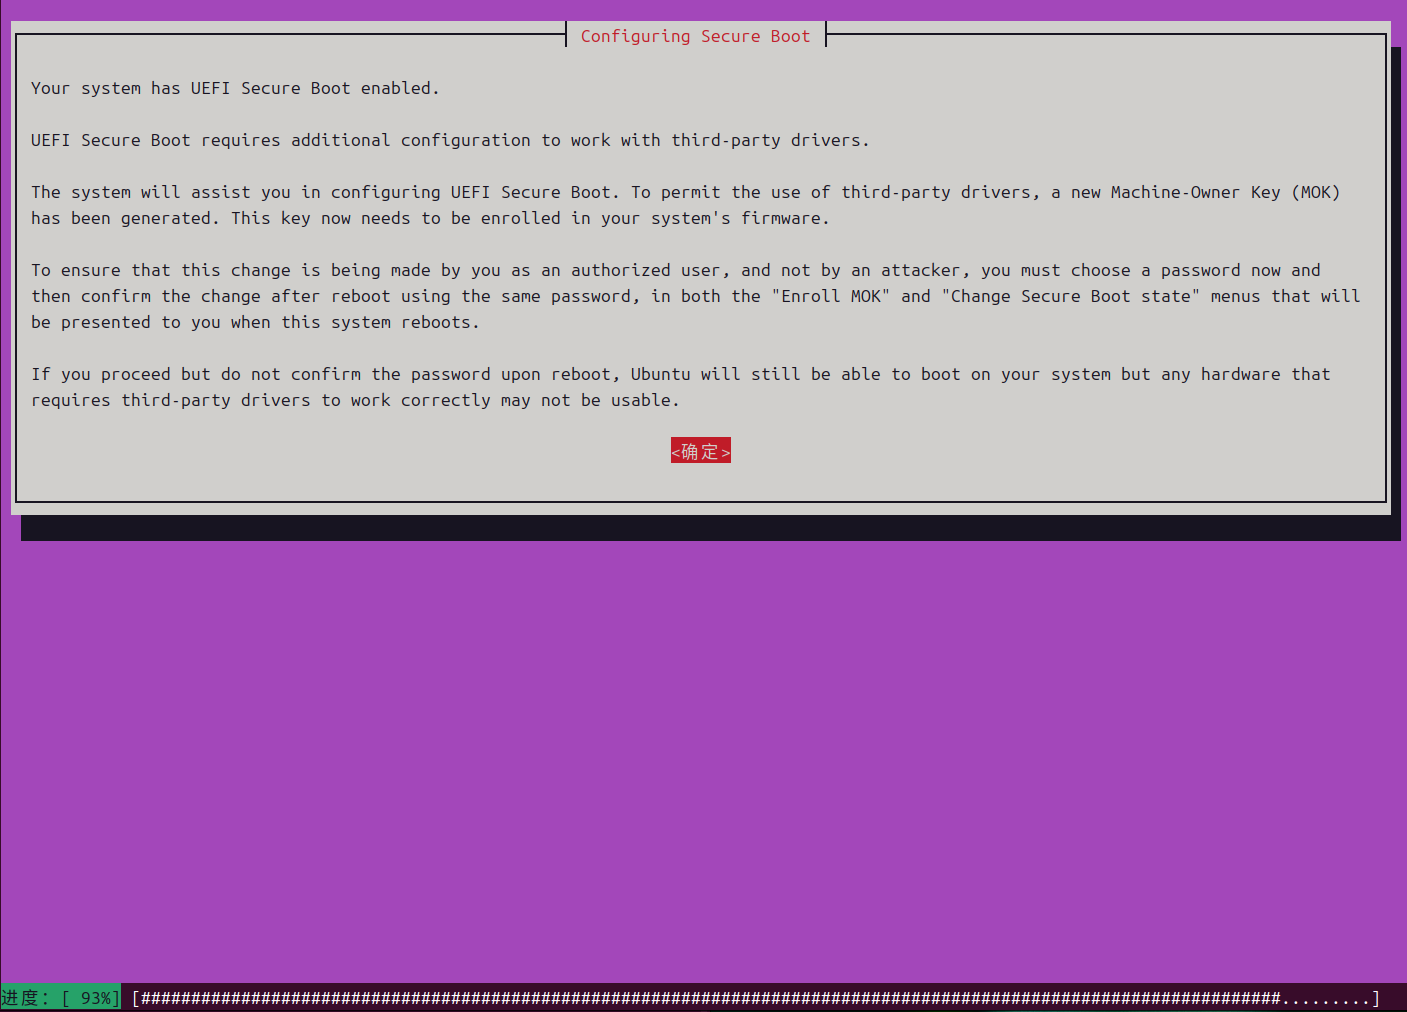 Configuring Secure Boot
Your system has UEFI Secure Boot enabled.
UEFI Secure Boot requires additional configuration to work with third-party drivers.
The system will assist you in configuring UEFI Secure Boot. To permit the use of third-party drivers, a new Machine-Owner Key (MOK)
has been generated. This key now needs to be enrolled in your system's firmware.
To ensure that this change is being made by you as an authorized user, and not by an attacker, you must choose a password now and
then confirm the change after reboot using the same password, in both the "Enroll MOK" and "Change Secure Boot state" menus that will
be presented to you when this system reboots.
If you proceed but do not confirm the password upon reboot, Ubuntu will still be able to boot on your system but any hardware that
requires third-party drivers to work correctly may not be usable.
<确定>
进度：[ 93%] [##################################################################################################################.........]